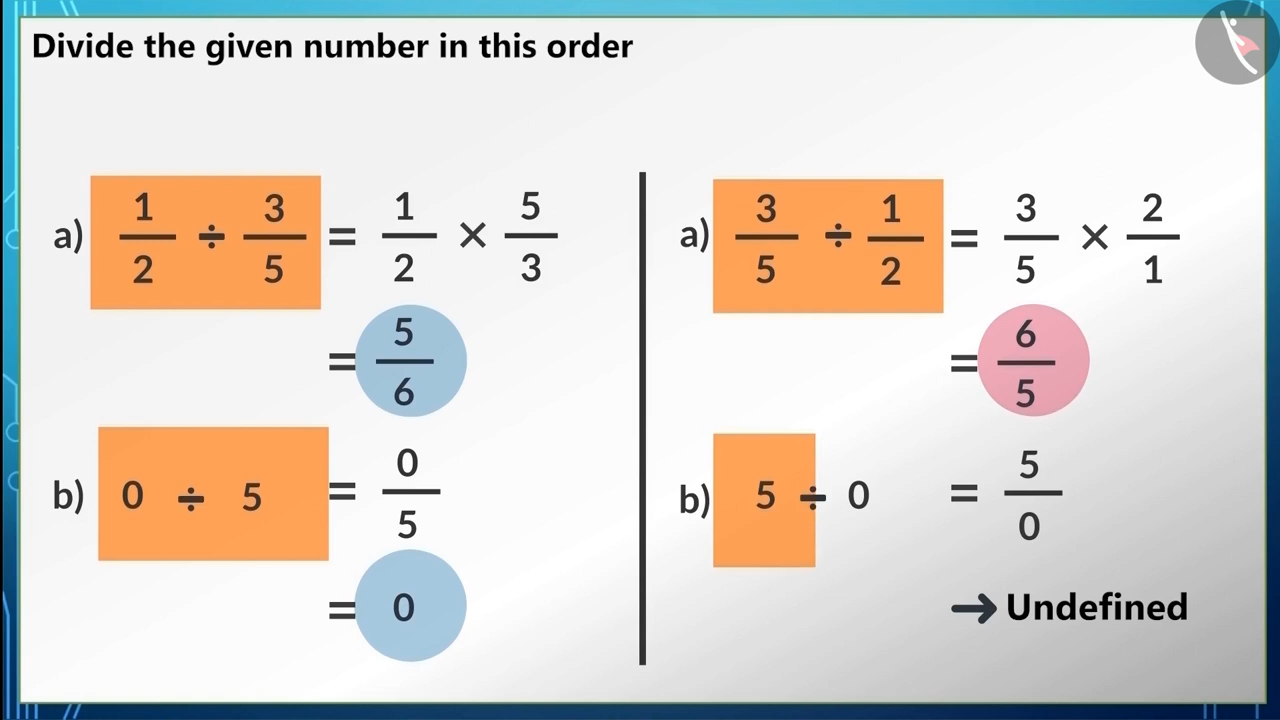 Divide the given number in this order
a) 1/2 ÷ 3/5 = 1/2 × 5/3
= 5/6
b) 0 ÷ 5 = 0/5
= 0
a) 3/5 ÷ 1/2 = 3/5 × 2/1
= 6/5
b) 5 ÷ 0 = 5/0
→ Undefined